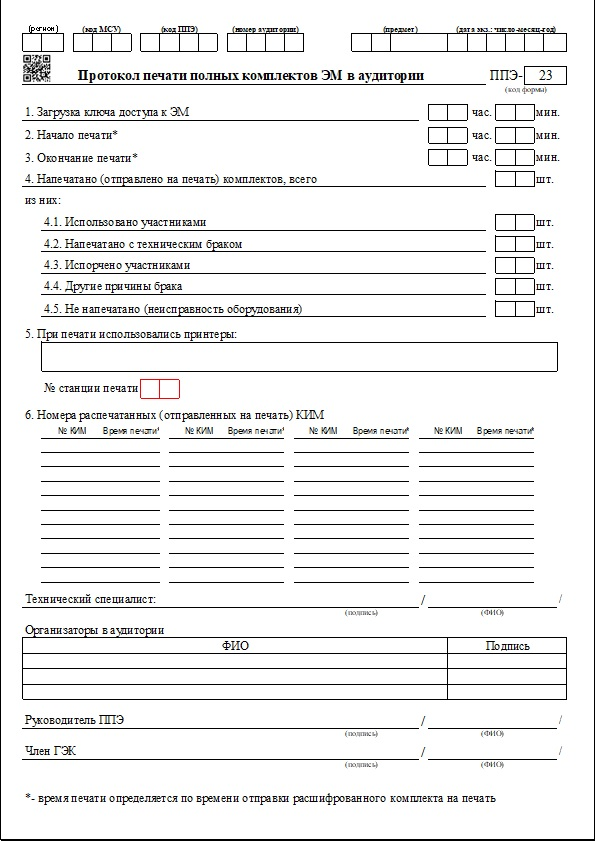 (регион) (код МСУ) (код ППЭ) (номер аудитории) (предмет) (дата экз.: число-месяц-год)
Протокол печати полных комплектов ЭМ в аудитории ППЭ- 23
(код формы)
1. Загрузка ключа доступа к ЭМ час. мин.
2. Начало печати* час. мин.
3. Окончание печати* час. мин.
4. Напечатано (отправлено на печать) комплектов, всего шт.
из них:
4.1. Использовано участниками шт.
4.2. Напечатано с техническим браком шт.
4.3. Испорчено участниками шт.
4.4. Другие причины брака шт.
4.5. Не напечатано (неисправность оборудования) шт.
5. При печати использовались принтеры:
№ станции печати
6. Номера распечатанных (отправленных на печать) КИМ
№ КИМ Время печати* № КИМ Время печати* № КИМ Время печати* № КИМ Время печати*
Технический специалист: / /
(подпись) (ФИО)
Организаторы в аудитории
ФИО Подпись
Руководитель ППЭ / /
(подпись) (ФИО)
Член ГЭК / /
(подпись) (ФИО)
*- время печати определяется по времени отправки расшифрованного комплекта на печать